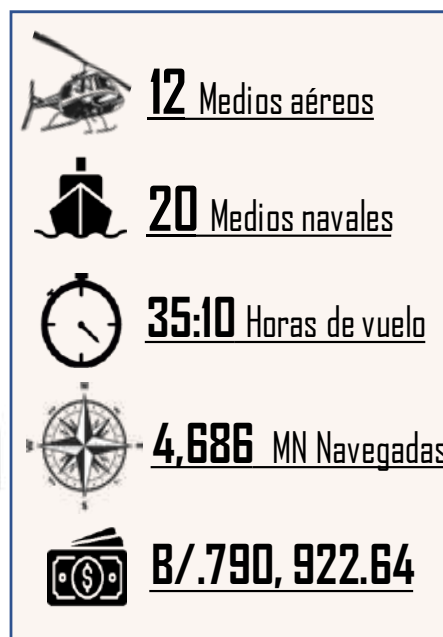 12 Medios aéreos
20 Medios navales
35:10 Horas de vuelo
4,686 MN Navegadas
B/.790, 922.64